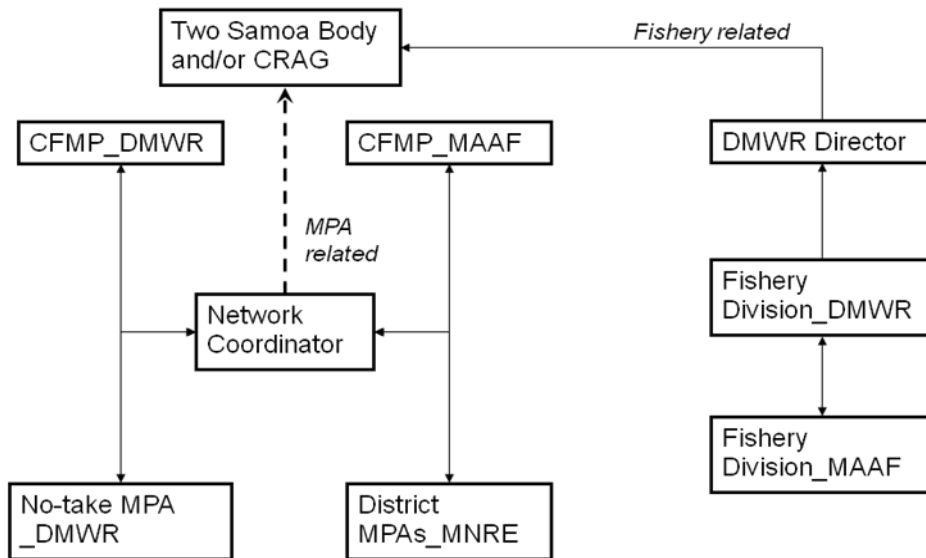 Two Samoa Body
and/or CRAG
Fishery related
CFMP_DMWR
CFMP_MAAF
DMWR Director
MPA
related
Network
Coordinator
Fishery
Division_DMWR
Fishery
Division_MAAF
No-take MPA
_DMWR
District
MPAs_MNRE